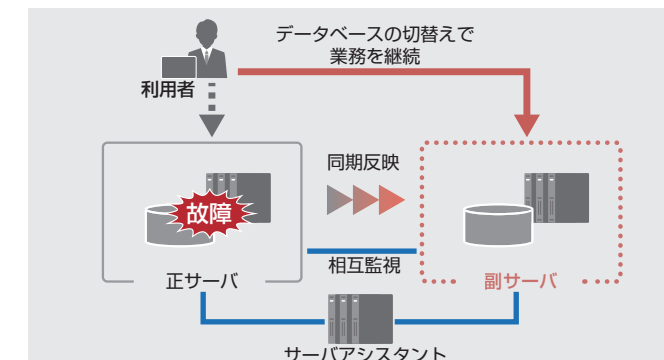 データベースの切替えで
業務を継続
利用者
同期反映
故障
相互監視
正サーバ
副サーバ
サーバアシスタント